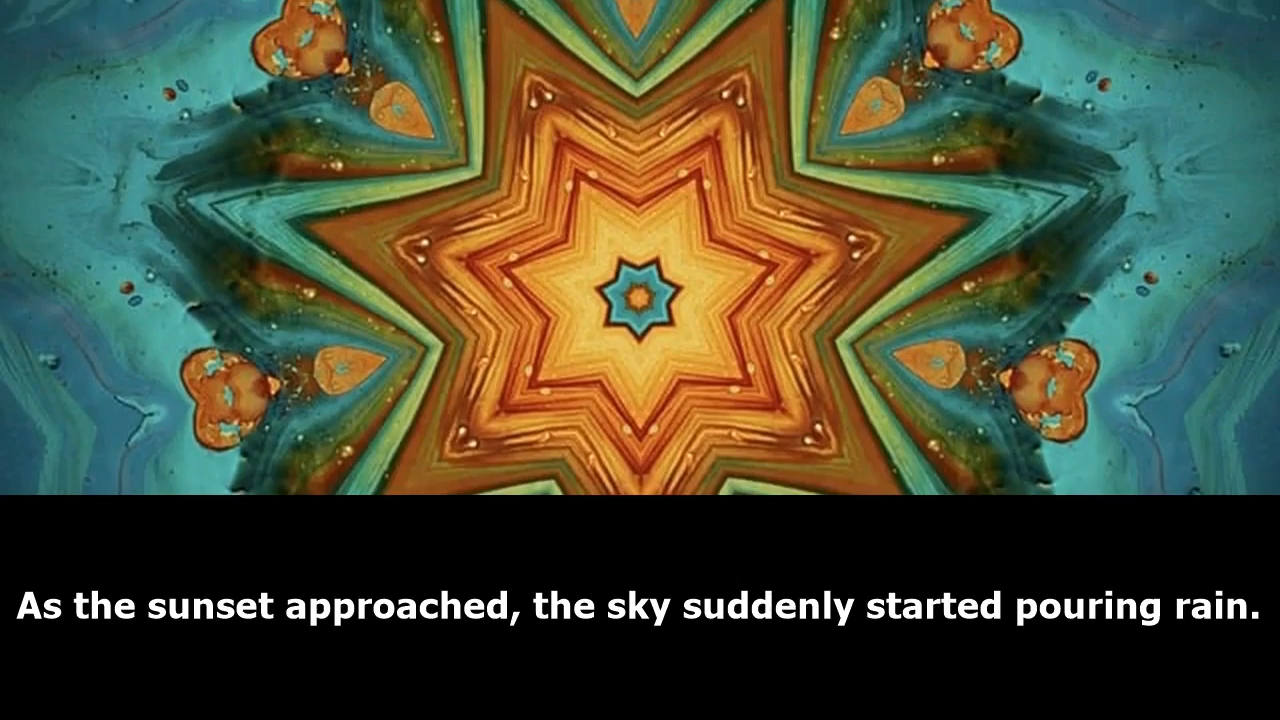 As the sunset approached, the sky suddenly started pouring rain.